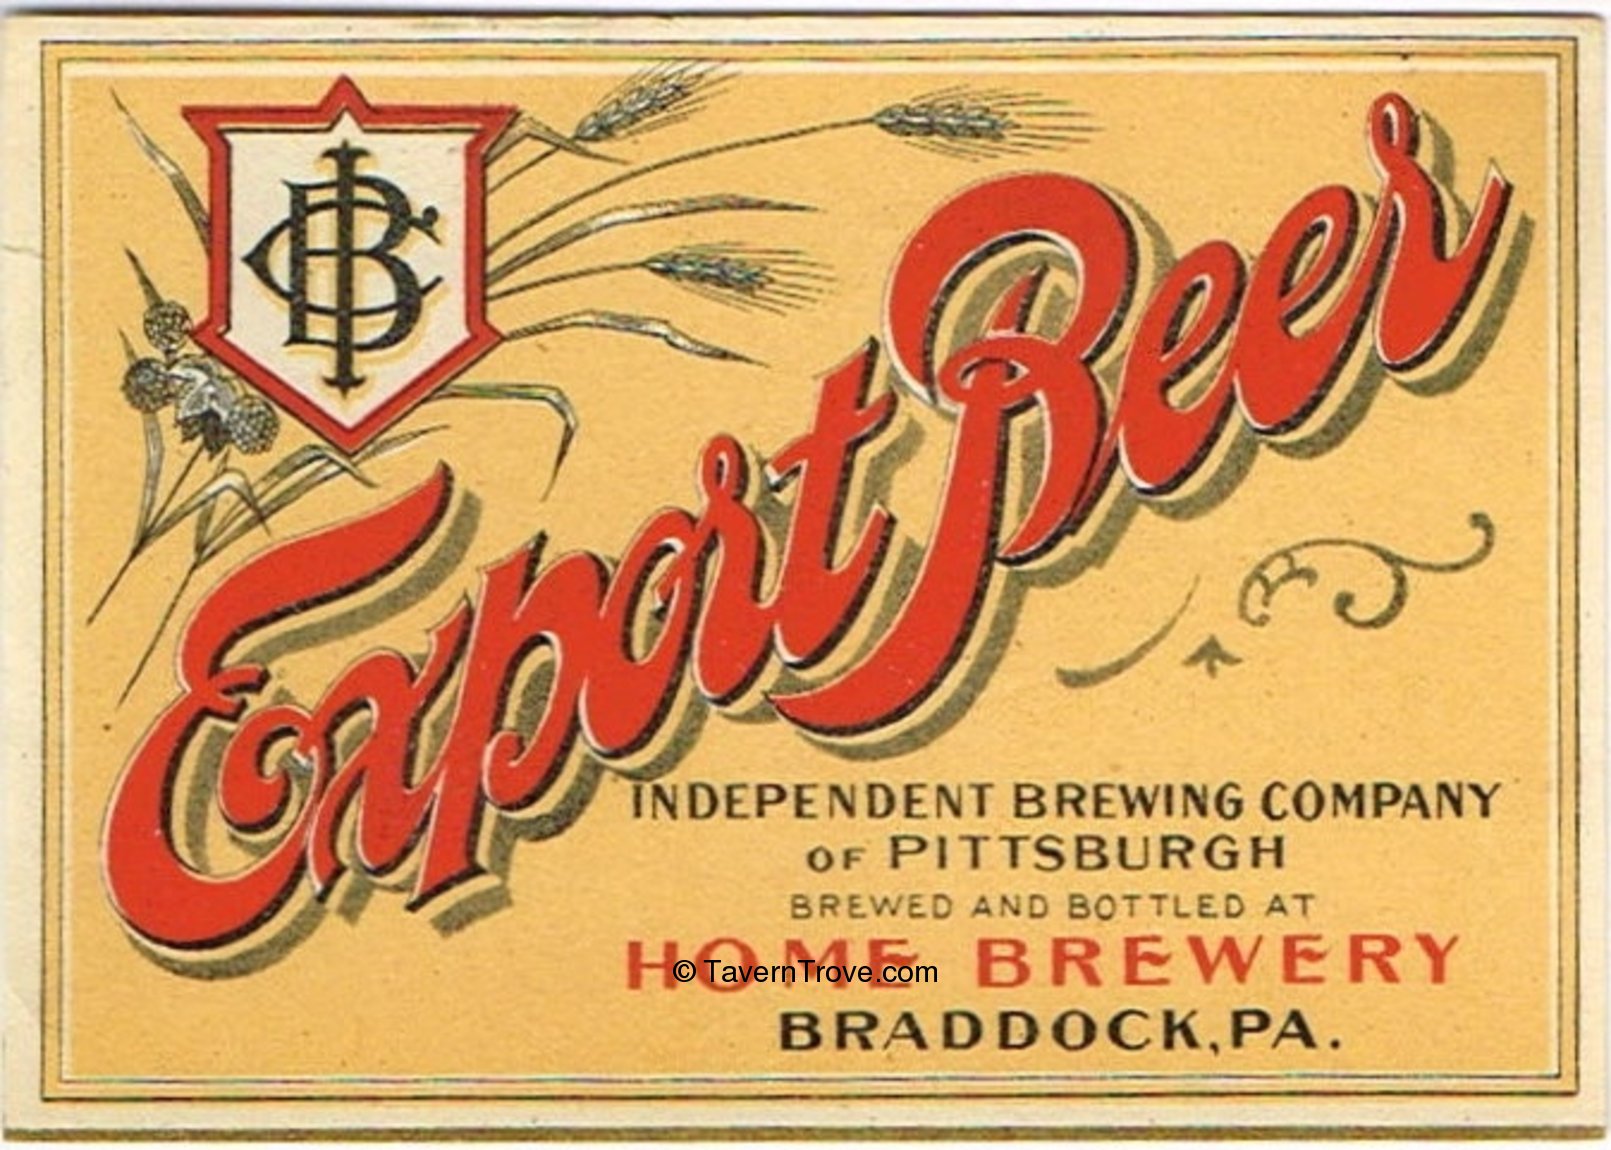 IBC
Export Beer
INDEPENDENT BREWING COMPANY
OF PITTSBURGH
BREWED AND BOTTLED AT
HOME BREWERY
© TavernTrove.com
BRADDOCK, PA.